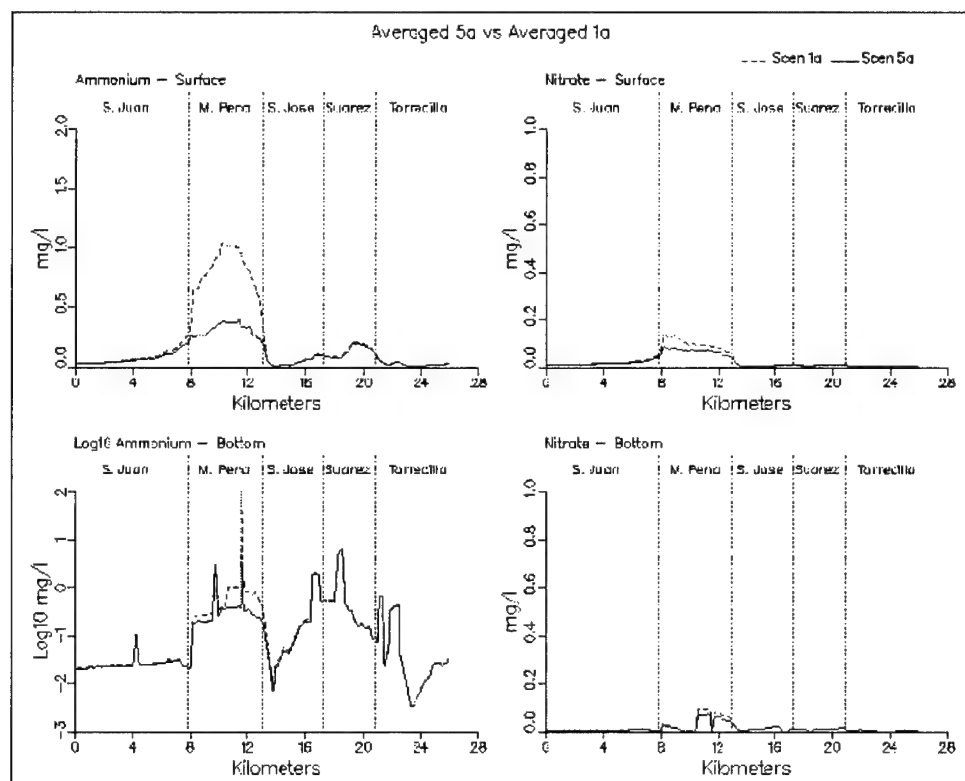 Averaged 5a vs Averaged 1a
Scen 1a Scen 5a
Ammonium – Surface
S. Juan M. Pena S. Jose Suarez Torrecilla
2.0
1.5
1.0
0.5
0.0
mg/l
0 4 8 12 16 20 24 28
Kilometers
Nitrate – Surface
S. Juan M. Pena S. Jose Suarez Torrecilla
1.0
0.8
0.6
0.4
0.2
0.0
mg/l
0 4 8 12 16 20 24 28
Kilometers
Log10 Ammonium – Bottom
S. Juan M. Pena S. Jose Suarez Torrecilla
2
1
0
-1
-2
-3
Log10 mg/l
0 4 8 12 16 20 24 28
Kilometers
Nitrate – Bottom
S. Juan M. Pena S. Jose Suarez Torrecilla
1.0
0.8
0.6
0.4
0.2
0.0
mg/l
0 4 8 12 16 20 24 28
Kilometers